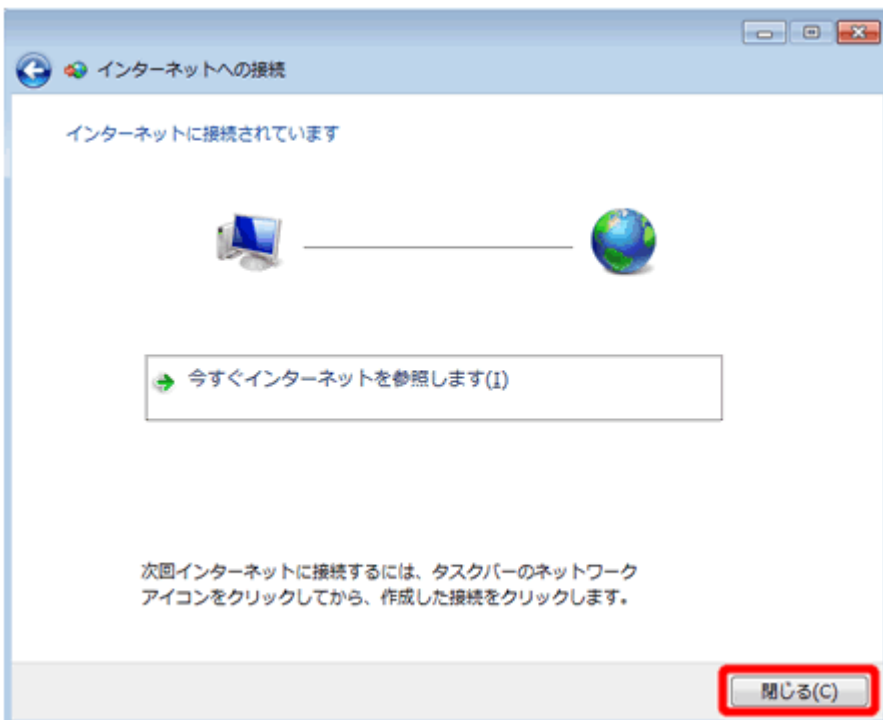 インターネットへの接続
インターネットに接続されています
今すぐインターネットを参照します(I)
次回インターネットに接続するには、タスクバーのネットワーク
アイコンをクリックしてから、作成した接続をクリックします。
閉じる(C)